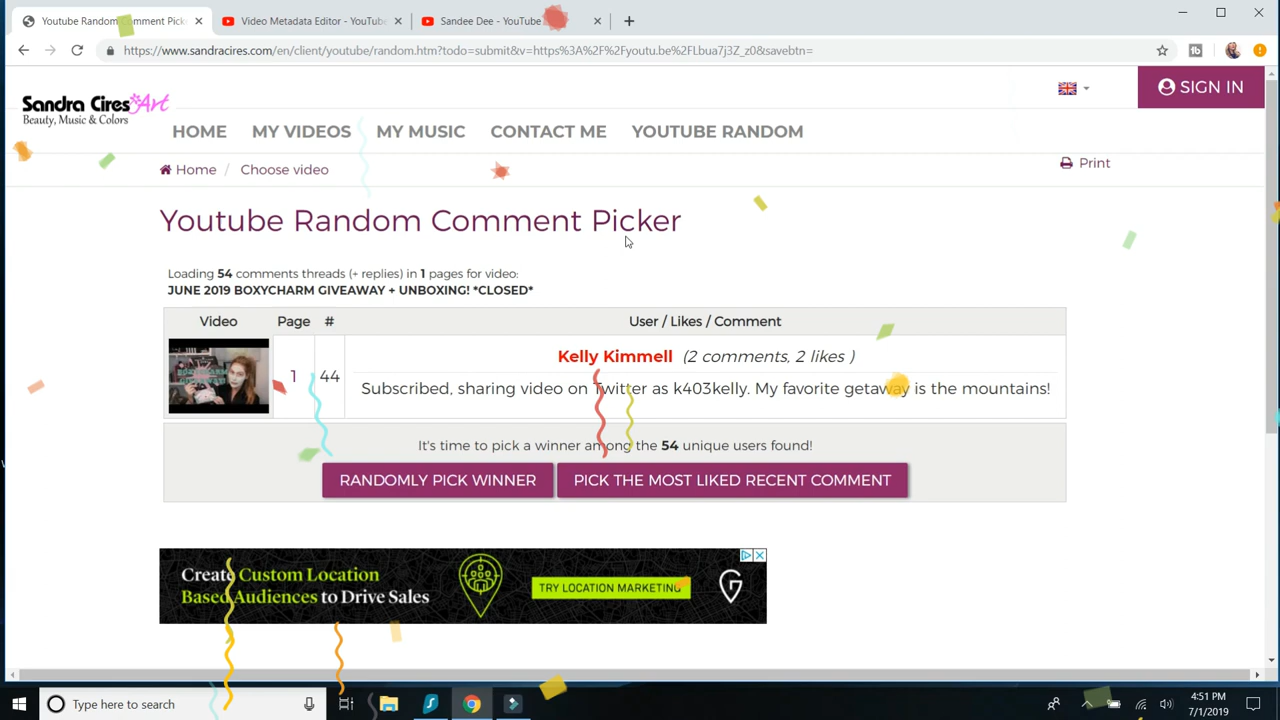 Youtube Random Comment Pick
Video Metadata Editor - YouTube
Sandee Dee - YouTube
https://www.sandracires.com/en/client/youtube/random.htm?todo=submit&v=https%3A%2F%2Fyoutu.be%2FLbua7j3Z_z0&savebtn=
Sandra Cires Art
Beauty, Music & Colors
SIGN IN
HOME MY VIDEOS MY MUSIC CONTACT ME YOUTUBE RANDOM
Home / Choose video
Print
Youtube Random Comment Picker
Loading 54 comments threads (+ replies) in 1 pages for video:
JUNE 2019 BOXYCHARM GIVEAWAY + UNBOXING! *CLOSED*
Video Page # User / Likes / Comment
Kelly Kimmell (2 comments, 2 likes )
1 44
Subscribed, sharing video on Twitter as k403kelly. My favorite getaway is the mountains!
It's time to pick a winner among the 54 unique users found!
RANDOMLY PICK WINNER PICK THE MOST LIKED RECENT COMMENT
Create Custom Location
Based Audiences to Drive Sales
TRY LOCATION MARKETING
Type here to search
4:51 PM
7/1/2019